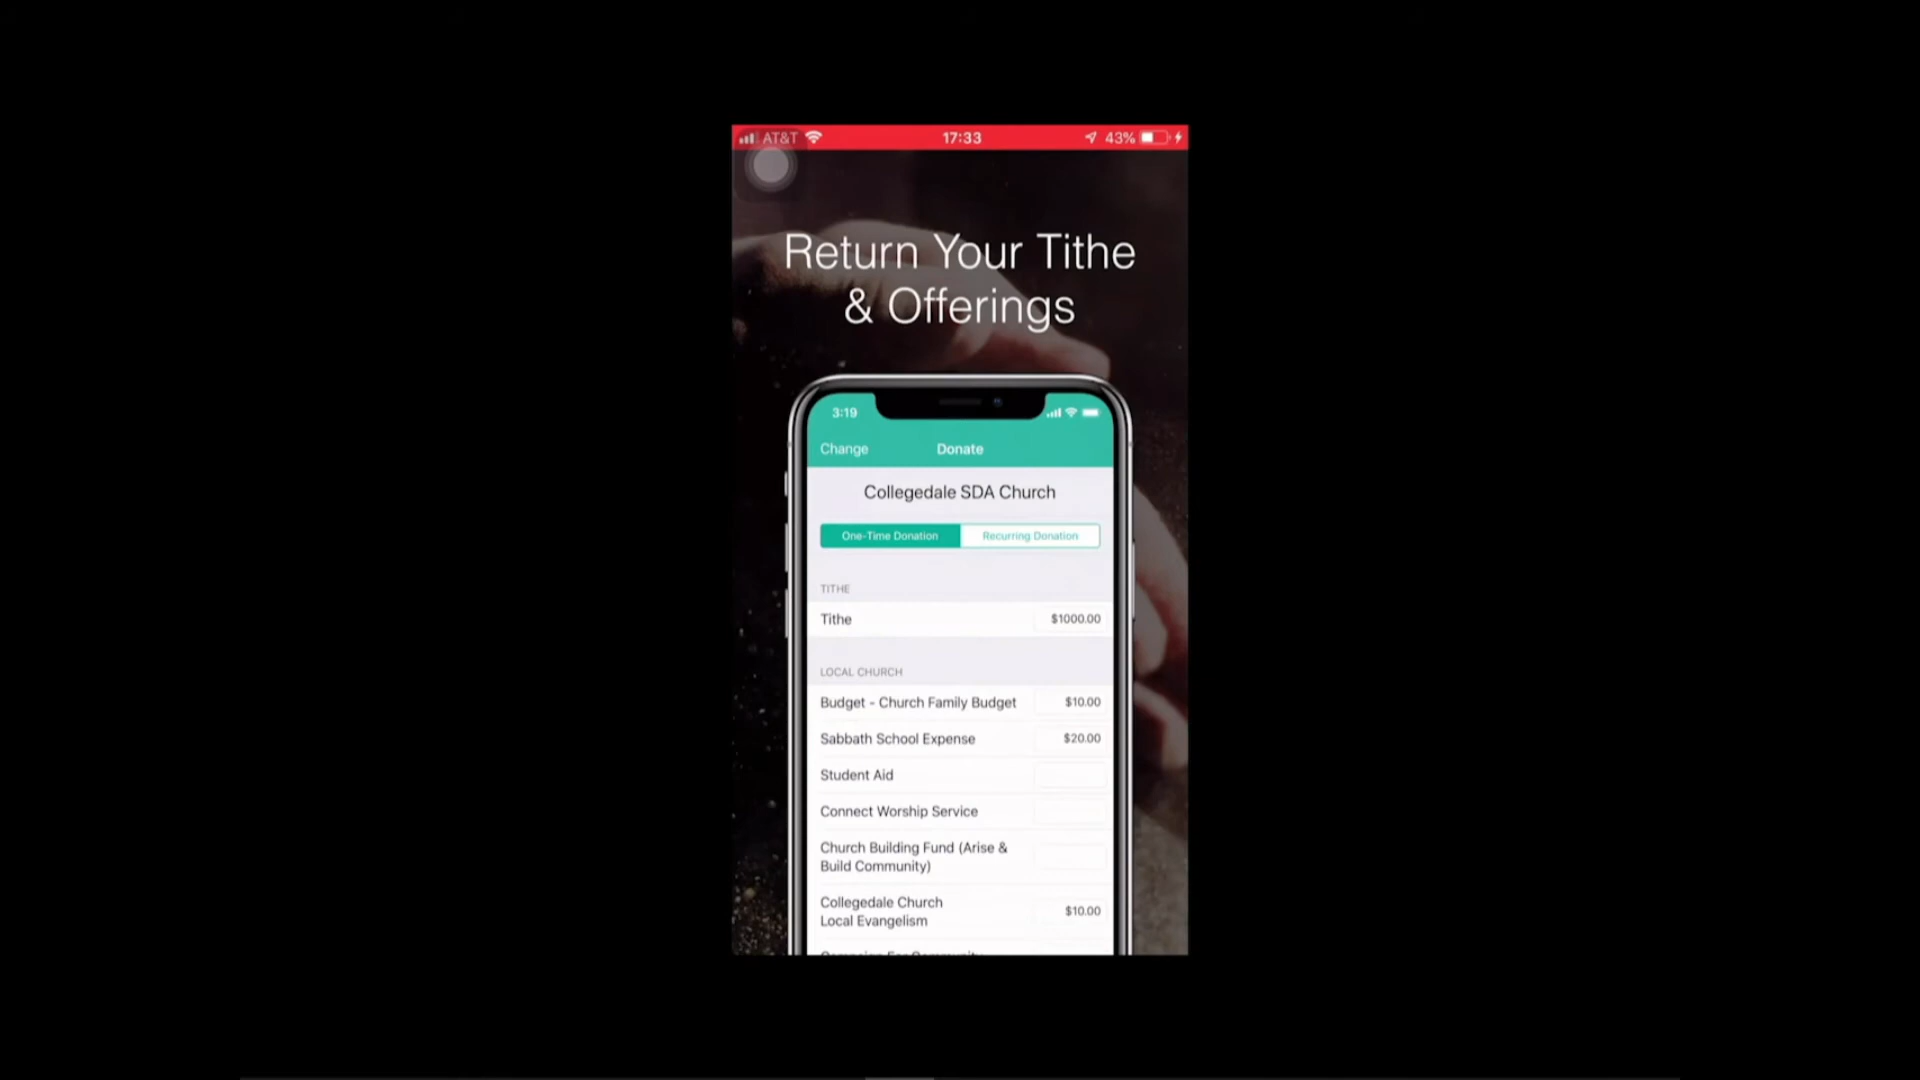 AT&T 17:33 43%
Return Your Tithe
& Offerings
3:19
Change Donate
Collegedale SDA Church
One-Time Donation Recurring Donation
TITHE
Tithe $1000.00
LOCAL CHURCH
Budget - Church Family Budget $10.00
Sabbath School Expense $20.00
Student Aid
Connect Worship Service
Church Building Fund (Arise &
Build Community)
Collegedale Church
Local Evangelism $10.00